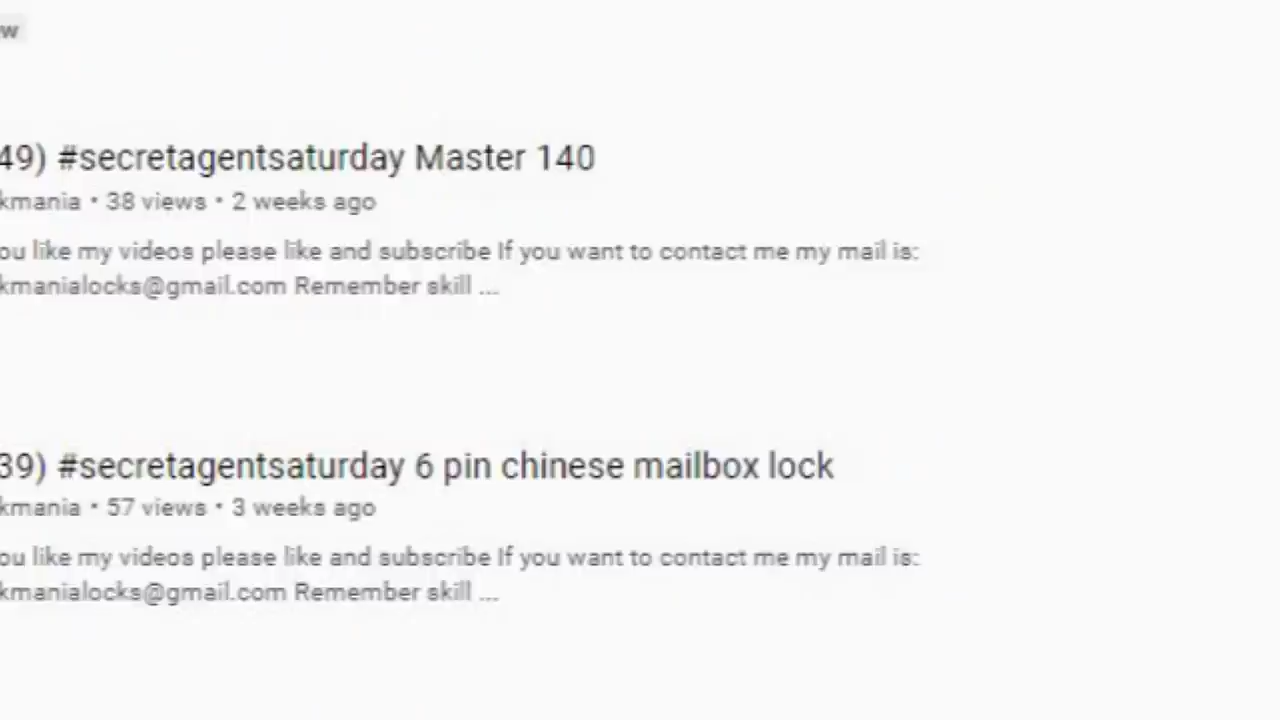 w
49) #secretagentsaturday Master 140
kmania • 38 views • 2 weeks ago
ou like my videos please like and subscribe If you want to contact me my mail is:
kmanialocks@gmail.com Remember skill ...
39) #secretagentsaturday 6 pin chinese mailbox lock
kmania • 57 views • 3 weeks ago
ou like my videos please like and subscribe If you want to contact me my mail is:
kmanialocks@gmail.com Remember skill ...